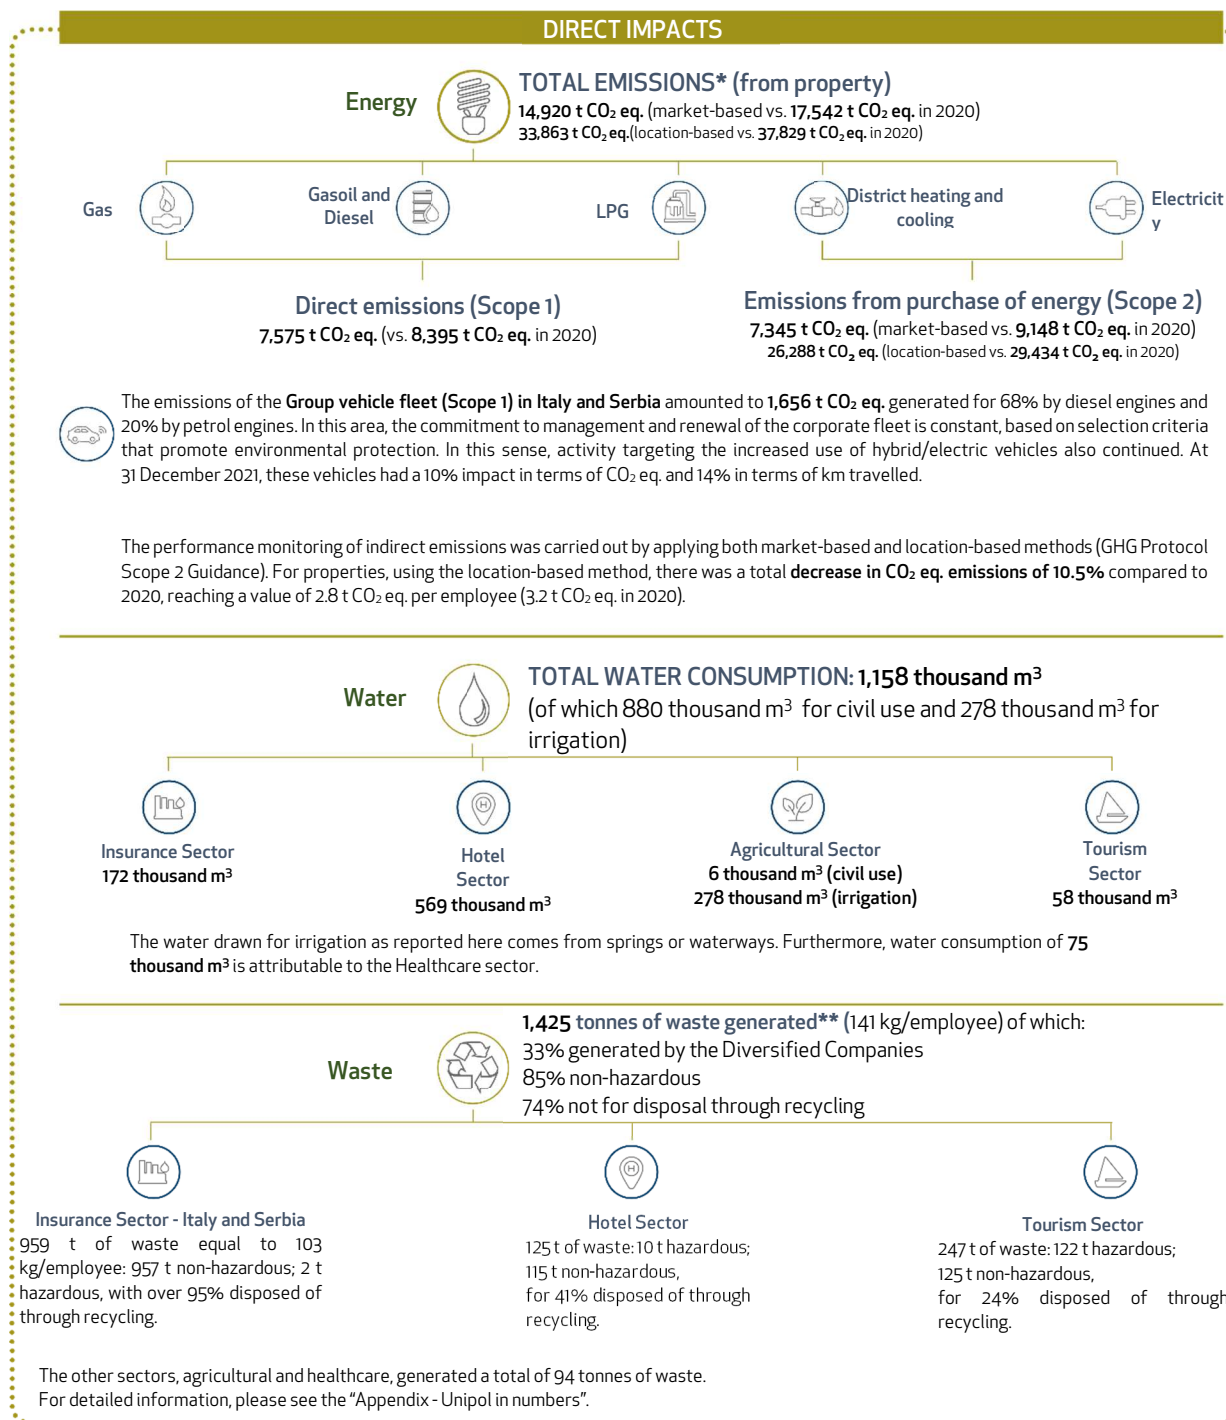 DIRECT IMPACTS
Energy
TOTAL EMISSIONS* (from property)
14,920 t CO₂ eq. (market-based vs. 17,542 t CO₂ eq. in 2020)
33,863 t CO₂ eq.(location-based vs. 37,829 t CO₂ eq. in 2020)
Gas
Gasoil and
Diesel
LPG
District heating and
cooling
Electricit
y
Direct emissions (Scope 1)
7,575 t CO₂ eq. (vs. 8,395 t CO₂ eq. in 2020)
Emissions from purchase of energy (Scope 2)
7,345 t CO₂ eq. (market-based vs. 9,148 t CO₂ eq. in 2020)
26,288 t CO₂ eq. (location-based vs. 29,434 t CO₂ eq. in 2020)
The emissions of the Group vehicle fleet (Scope 1) in Italy and Serbia amounted to 1,656 t CO₂ eq. generated for 68% by diesel engines and
20% by petrol engines. In this area, the commitment to management and renewal of the corporate fleet is constant, based on selection criteria
that promote environmental protection. In this sense, activity targeting the increased use of hybrid/electric vehicles also continued. At
31 December 2021, these vehicles had a 10% impact in terms of CO₂ eq. and 14% in terms of km travelled.
The performance monitoring of indirect emissions was carried out by applying both market-based and location-based methods (GHG Protocol
Scope 2 Guidance). For properties, using the location-based method, there was a total decrease in CO₂ eq. emissions of 10.5% compared to
2020, reaching a value of 2.8 t CO₂ eq. per employee (3.2 t CO₂ eq. in 2020).
Water
TOTAL WATER CONSUMPTION: 1,158 thousand m³
(of which 880 thousand m³ for civil use and 278 thousand m³ for
irrigation)
Insurance Sector
172 thousand m³
Hotel
Sector
569 thousand m³
Agricultural Sector
6 thousand m³ (civil use)
278 thousand m³ (irrigation)
Tourism
Sector
58 thousand m³
The water drawn for irrigation as reported here comes from springs or waterways. Furthermore, water consumption of 75
thousand m³ is attributable to the Healthcare sector.
Waste
1,425 tonnes of waste generated** (141 kg/employee) of which:
33% generated by the Diversified Companies
85% non-hazardous
74% not for disposal through recycling
Insurance Sector - Italy and Serbia
959 t of waste equal to 103
kg/employee: 957 t non-hazardous; 2 t
hazardous, with over 95% disposed of
through recycling.
Hotel Sector
125 t of waste: 10 t hazardous;
115 t non-hazardous,
for 41% disposed of through
recycling.
Tourism Sector
247 t of waste: 122 t hazardous;
125 t non-hazardous,
for 24% disposed of through
recycling.
The other sectors, agricultural and healthcare, generated a total of 94 tonnes of waste.
For detailed information, please see the “Appendix - Unipol in numbers”.